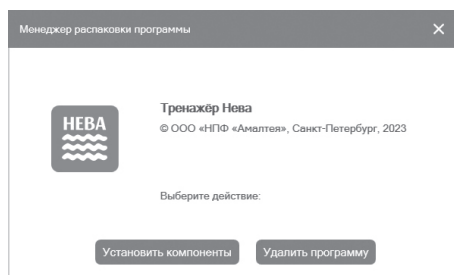 Менеджер распаковки программы
НЕВА
Тренажёр Нева
© ООО «НПФ «Амалтея», Санкт-Петербург, 2023
Выберите действие:
Установить компоненты
Удалить программу